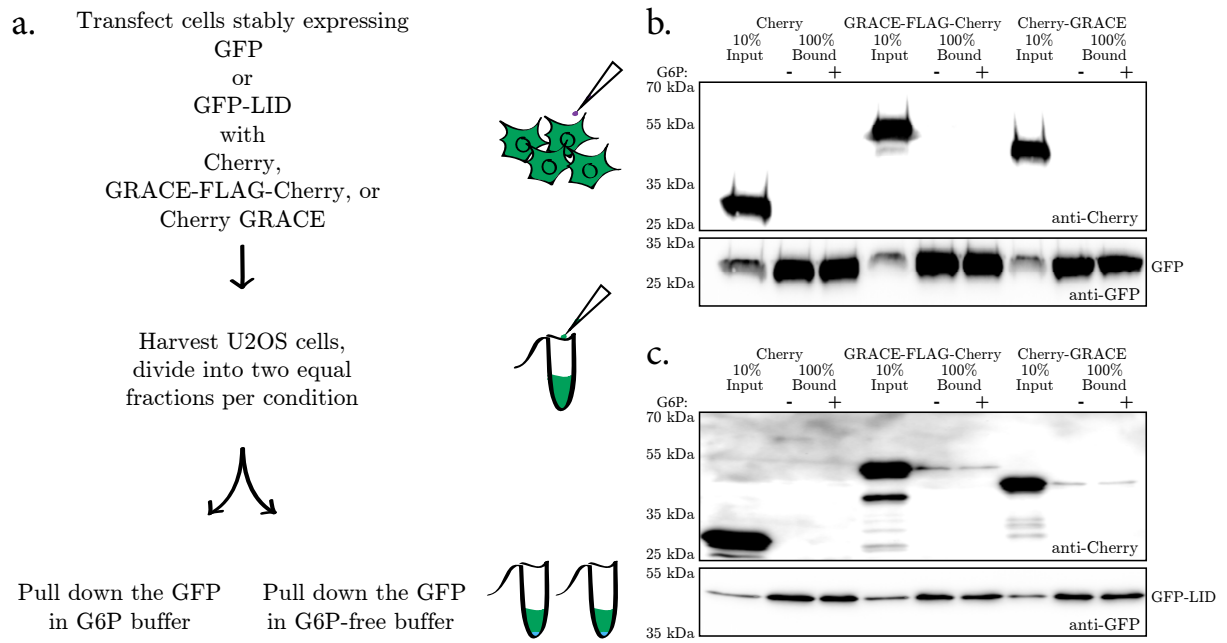 a.
Transfect cells stably expressing
GFP
or
GFP-LID
with
Cherry,
GRACE-FLAG-Cherry, or
Cherry GRACE
Harvest U2OS cells,
divide into two equal
fractions per condition
Pull down the GFP
in G6P buffer
Pull down the GFP
in G6P-free buffer
b.
Cherry GRACE-FLAG-Cherry Cherry-GRACE
10% 100% 10% 100% 10% 100%
Input Bound Input Bound Input Bound
G6P: - + - + - +
70 kDa
55 kDa
35 kDa
25 kDa
anti-Cherry
35 kDa
25 kDa
GFP
anti-GFP
c.
Cherry GRACE-FLAG-Cherry Cherry-GRACE
10% 100% 10% 100% 10% 100%
Input Bound Input Bound Input Bound
G6P: - + - + - +
70 kDa
55 kDa
35 kDa
25 kDa
anti-Cherry
55 kDa
GFP-LID
35 kDa
anti-GFP